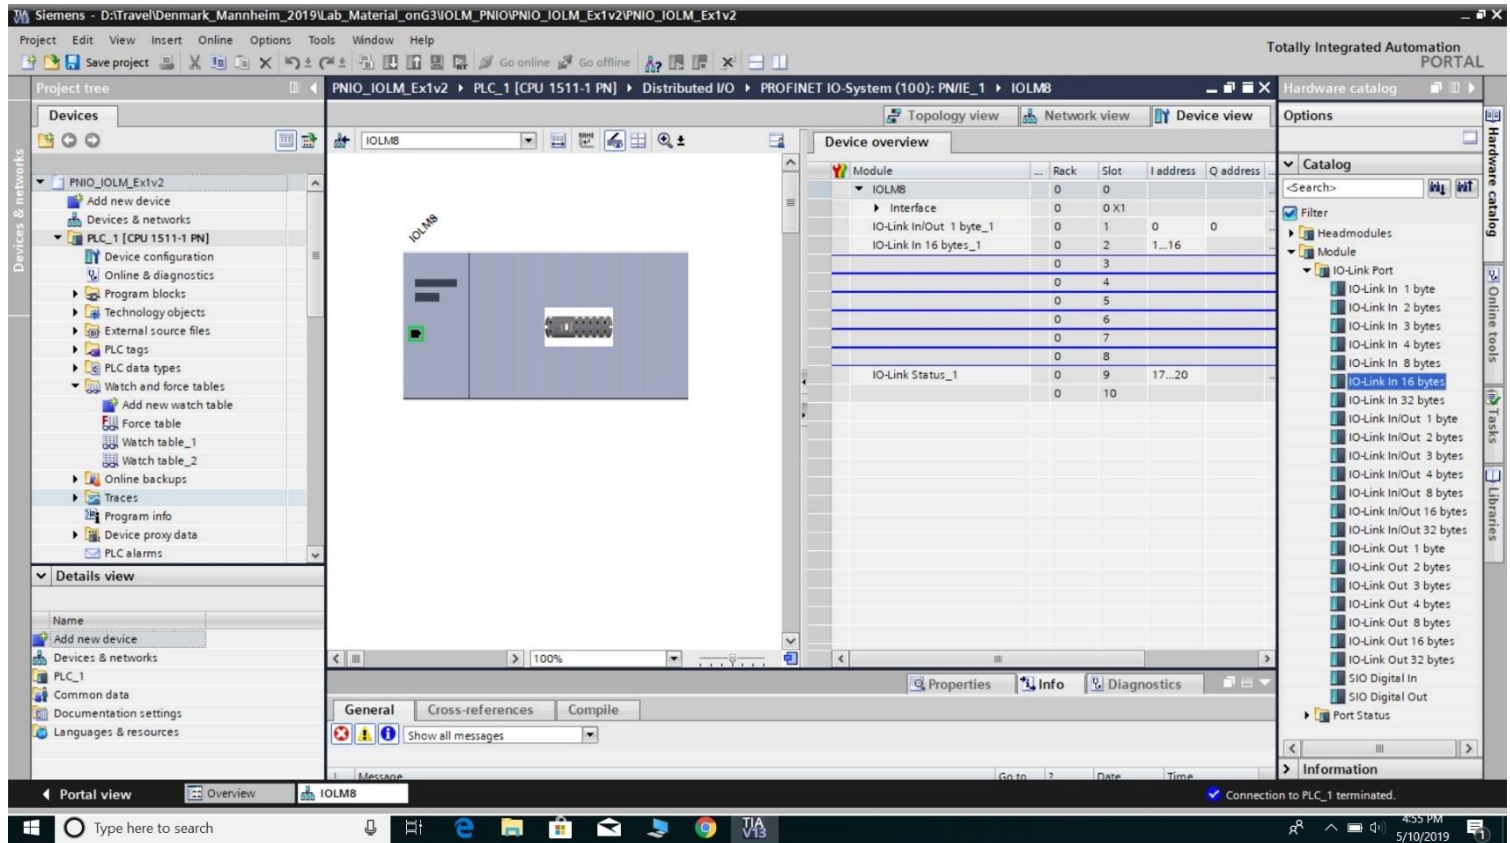 Siemens - D:\Travel\Denmark_Mannheim_2019\Lab_Material_onG3\IOLM_PNIO\PNIO_IOLM_Ex1v2\PNIO_IOLM_Ex1v2
Project Edit View Insert Online Options Tools Window Help
Totally Integrated Automation
PORTAL
Save project Go online Go offline
Project tree
Devices
PNIO_IOLM_Ex1v2
Add new device
Devices & networks
PLC_1 [CPU 1511-1 PN]
Device configuration
Online & diagnostics
Program blocks
Technology objects
External source files
PLC tags
PLC data types
Watch and force tables
Add new watch table
Force table
Watch table_1
Watch table_2
Online backups
Traces
Program info
Device proxy data
PLC alarms
Details view
Name
Add new device
Devices & networks
PLC_1
Common data
Documentation settings
Languages & resources
Devices & networks
PNIO_IOLM_Ex1v2 PLC_1 [CPU 1511-1 PN] Distributed I/O PROFINET IO-System (100): PN/IE_1 IOLM8
Topology view Network view Device view
IOLM8
IOLM8
100%
Device overview
Module ... Rack Slot I address Q address ...
IOLM8 0 0
Interface 0 0 X1
IO-Link In/Out 1 byte_1 0 1 0 0
IO-Link In 16 bytes_1 0 2 1...16
0 3
0 4
0 5
0 6
0 7
0 8
IO-Link Status_1 0 9 17...20
0 10
Properties Info Diagnostics
General Cross-references Compile
Show all messages
! Message Go to ? Date Time
Hardware catalog
Options
Catalog
<Search>
Filter
Headmodules
Module
IO-Link Port
IO-Link In 1 byte
IO-Link In 2 bytes
IO-Link In 3 bytes
IO-Link In 4 bytes
IO-Link In 8 bytes
IO-Link In 16 bytes
IO-Link In 32 bytes
IO-Link In/Out 1 byte
IO-Link In/Out 2 bytes
IO-Link In/Out 3 bytes
IO-Link In/Out 4 bytes
IO-Link In/Out 8 bytes
IO-Link In/Out 16 bytes
IO-Link In/Out 32 bytes
IO-Link Out 1 byte
IO-Link Out 2 bytes
IO-Link Out 3 bytes
IO-Link Out 4 bytes
IO-Link Out 8 bytes
IO-Link Out 16 bytes
IO-Link Out 32 bytes
SIO Digital In
SIO Digital Out
Port Status
Information
Hardware catalog
Online tools
Tasks
Libraries
Portal view Overview IOLM8 Connection to PLC_1 terminated.
Type here to search
TIA
V13
4:55 PM
5/10/2019
1